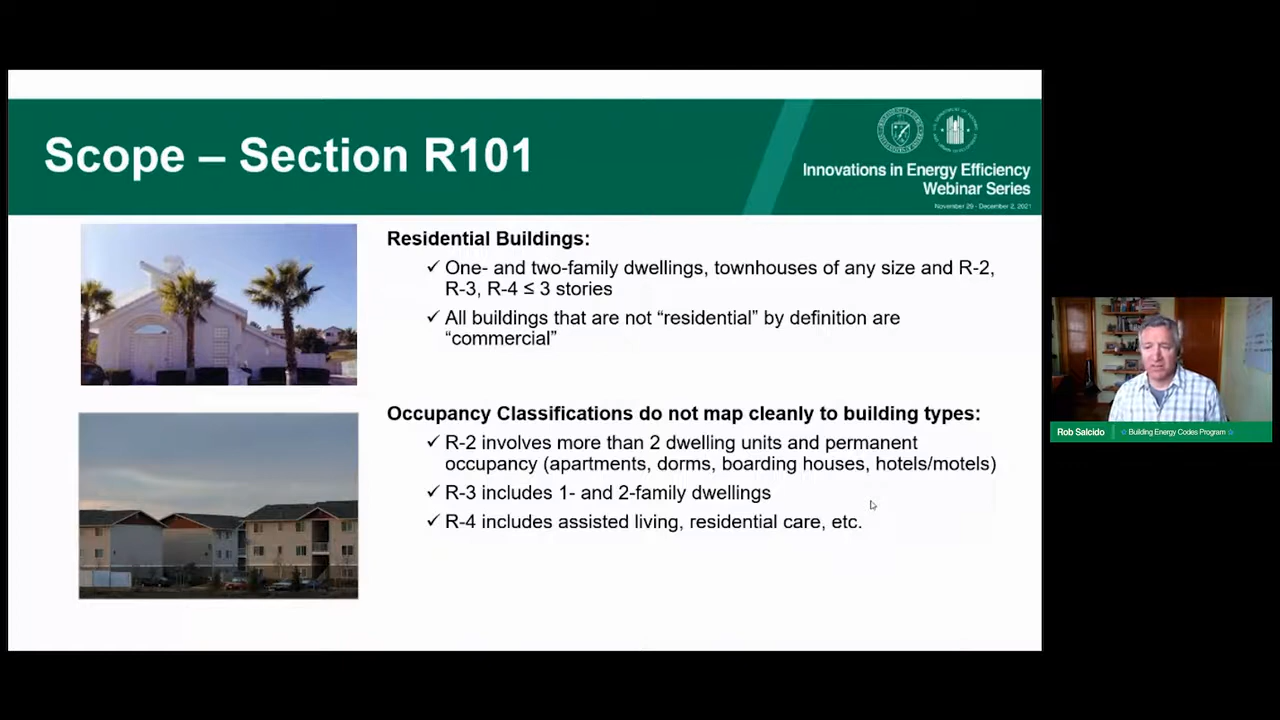 Scope – Section R101
Innovations in Energy Efficiency
Webinar Series
November 29 - December 2, 2021
Residential Buildings:
✓ One- and two-family dwellings, townhouses of any size and R-2,
R-3, R-4 ≤ 3 stories
✓ All buildings that are not “residential” by definition are
“commercial”
Occupancy Classifications do not map cleanly to building types:
✓ R-2 involves more than 2 dwelling units and permanent
occupancy (apartments, dorms, boarding houses, hotels/motels)
✓ R-3 includes 1- and 2-family dwellings
✓ R-4 includes assisted living, residential care, etc.
Rob Salcido
Building Energy Codes Program